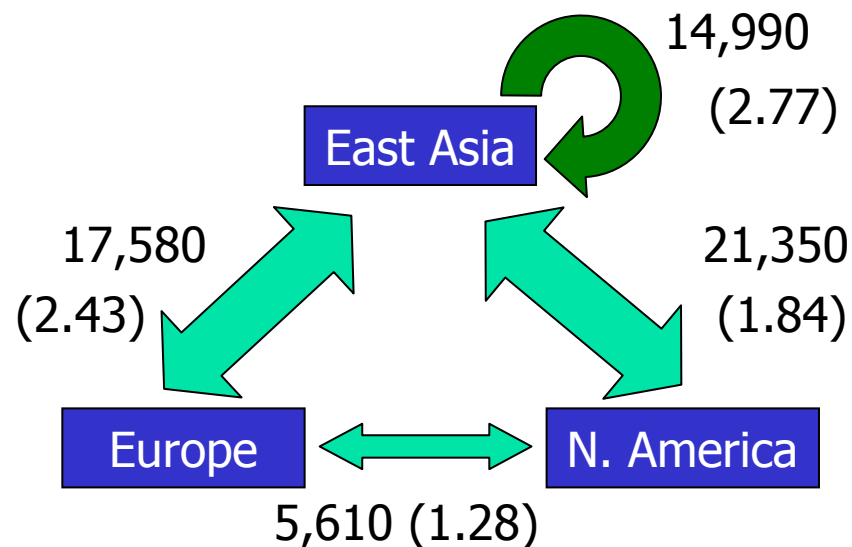 14,990
(2.77)
East Asia
17,580
(2.43)
21,350
(1.84)
Europe
N. America
5,610 (1.28)